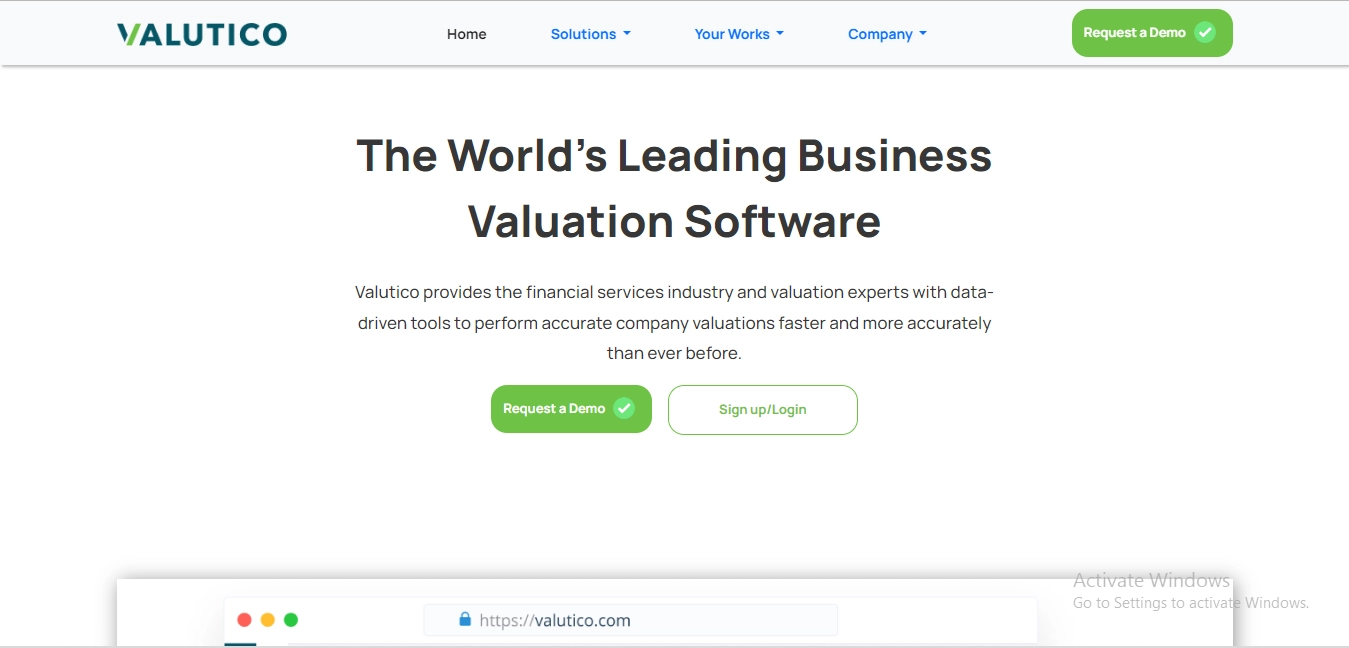 VALUTICO
Home
Solutions
Your Works
Company
Request a Demo
The World's Leading Business
Valuation Software
Valutico provides the financial services industry and valuation experts with data-
driven tools to perform accurate company valuations faster and more accurately
than ever before.
Request a Demo
Sign up/Login
Activate Windows
Go to Settings to activate Windows.
https://valutico.com